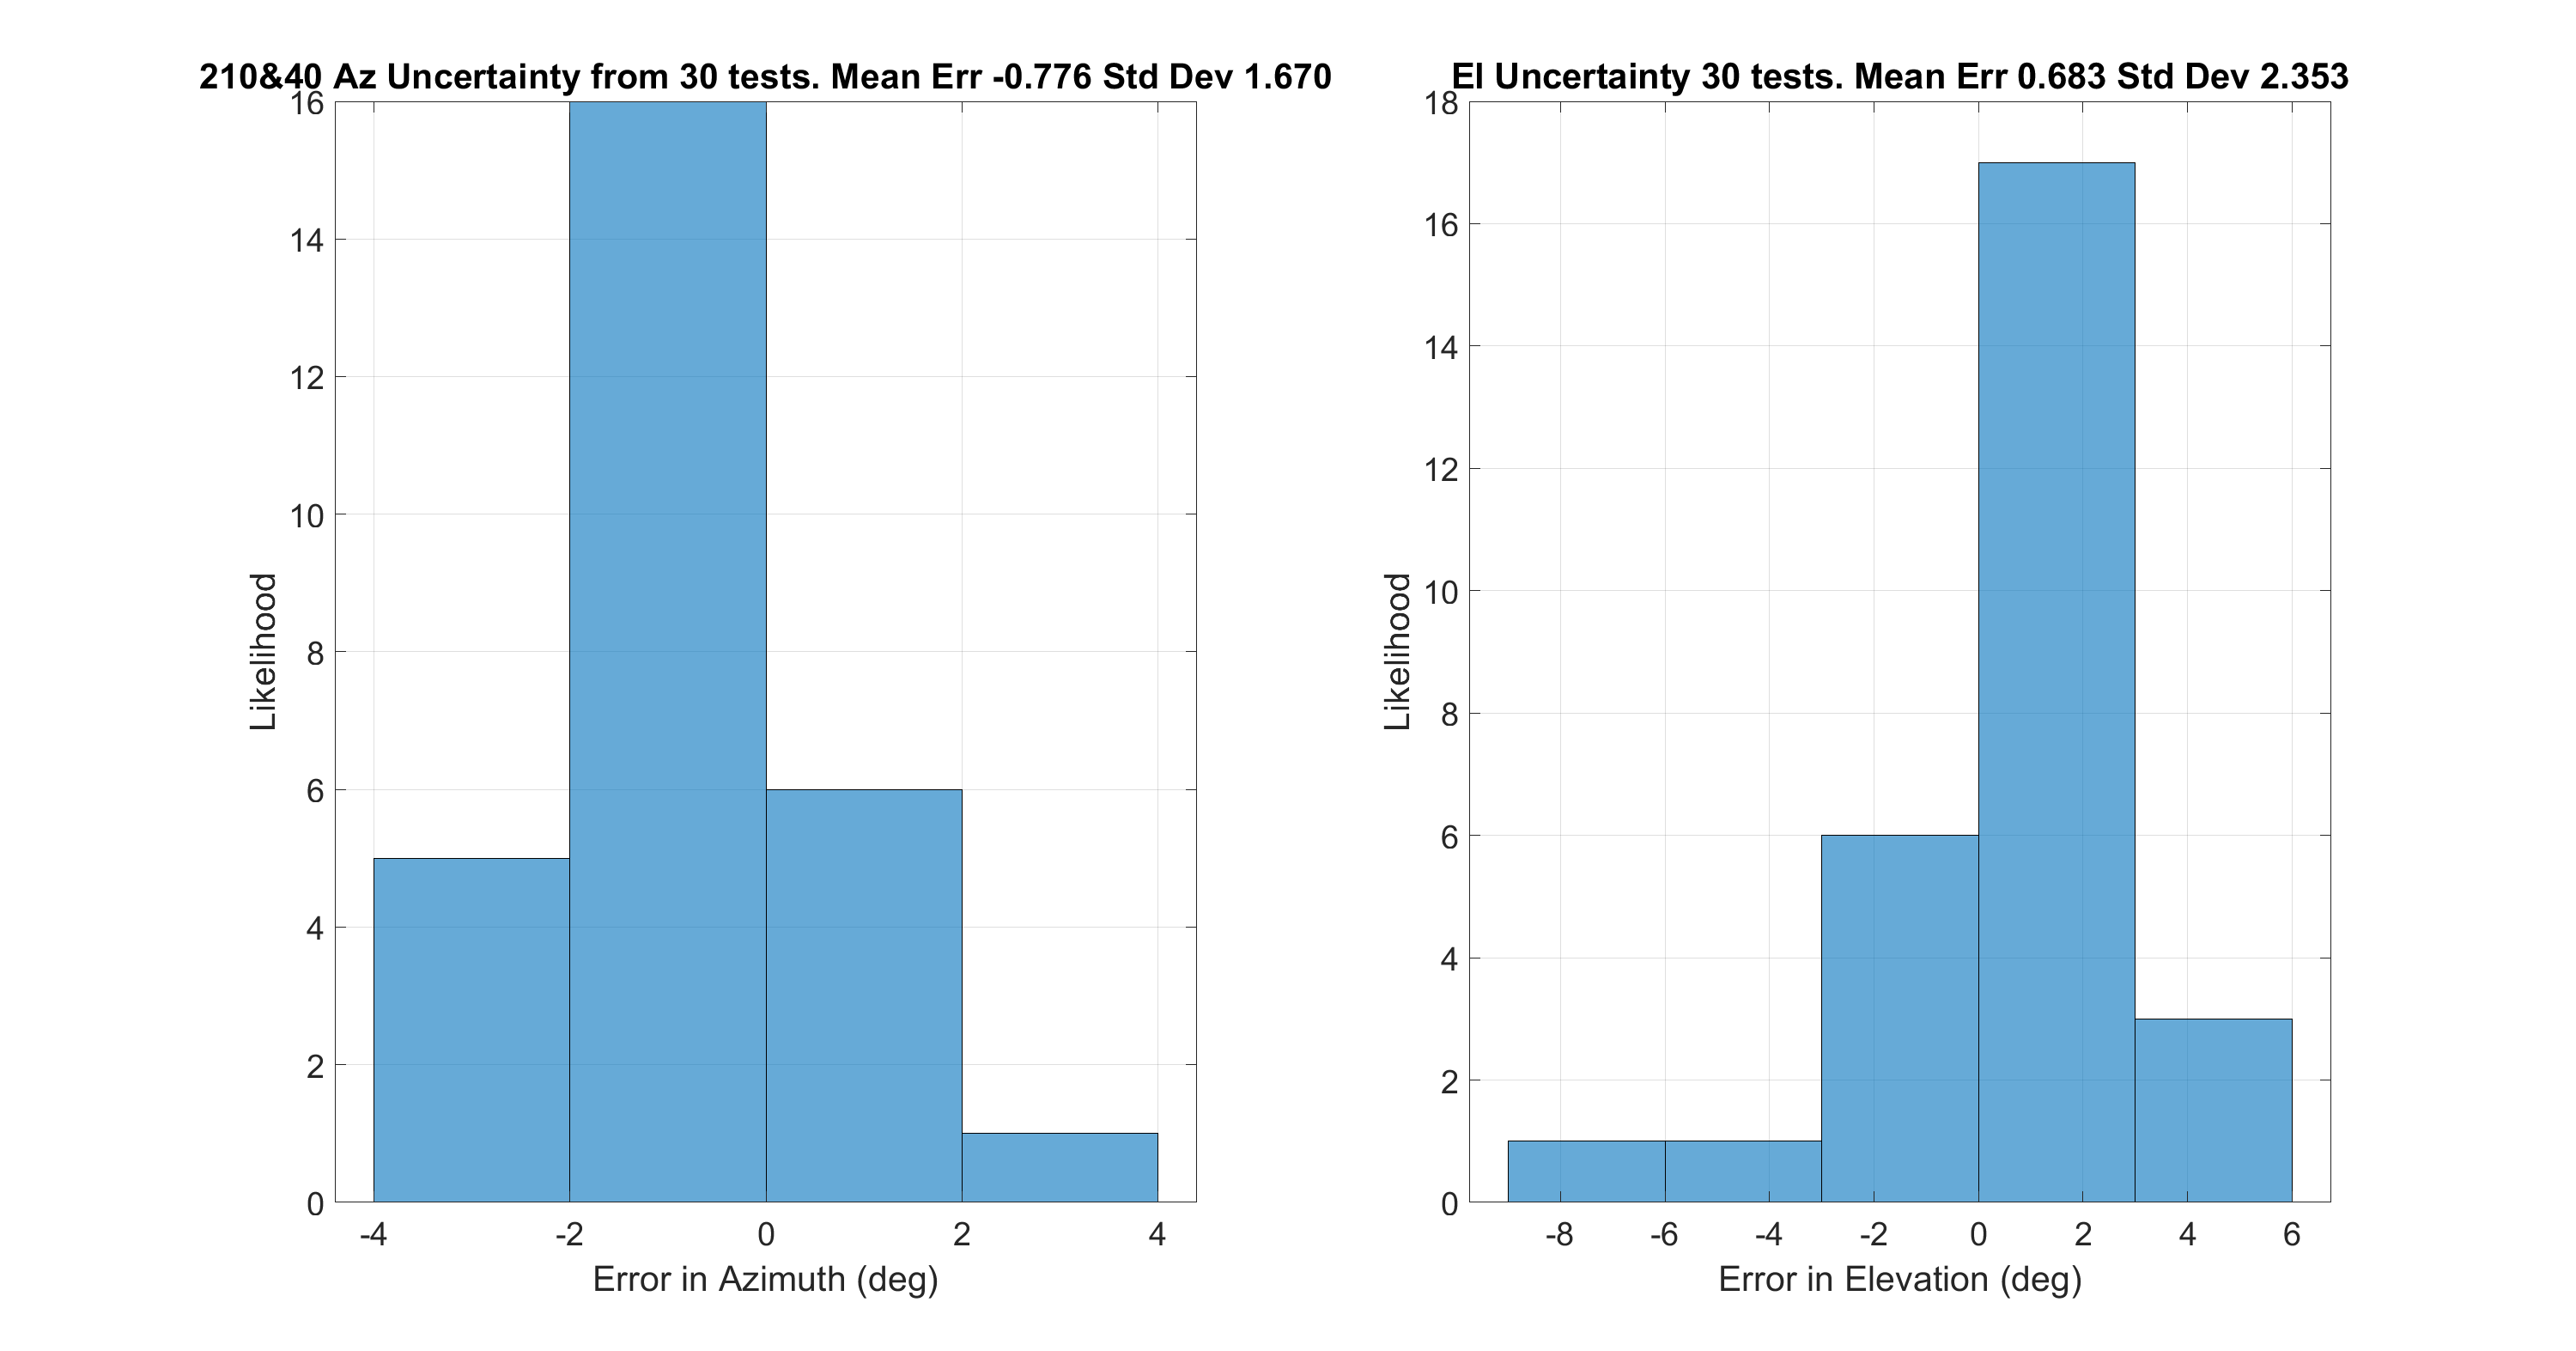 210&40 Az Uncertainty from 30 tests. Mean Err -0.776 Std Dev 1.670
16
14
12
10
8
6
4
2
0
Likelihood
-4 -2 0 2 4
Error in Azimuth (deg)
El Uncertainty 30 tests. Mean Err 0.683 Std Dev 2.353
18
16
14
12
10
8
6
4
2
0
Likelihood
-8 -6 -4 -2 0 2 4 6
Error in Elevation (deg)